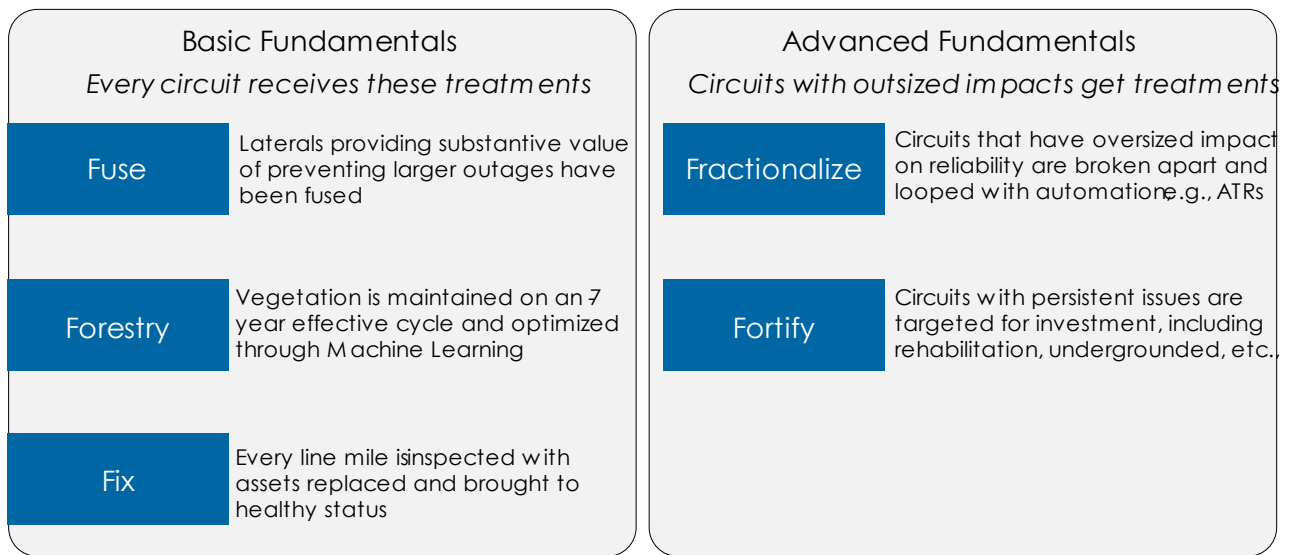 Basic Fundamentals
Every circuit receives these treatments
Fuse
Laterals providing substantive value
of preventing larger outages have
been fused
Forestry
Vegetation is maintained on an 7-
year effective cycle and optimized
through Machine Learning
Fix
Every line mile is inspected with
assets replaced and brought to
healthy status
Advanced Fundamentals
Circuits with outsized impacts get treatments
Fractionalize
Circuits that have oversized impact
on reliability are broken apart and
looped with automation, e.g., ATRs
Fortify
Circuits with persistent issues are
targeted for investment, including
rehabilitation, undergrounded, etc.,